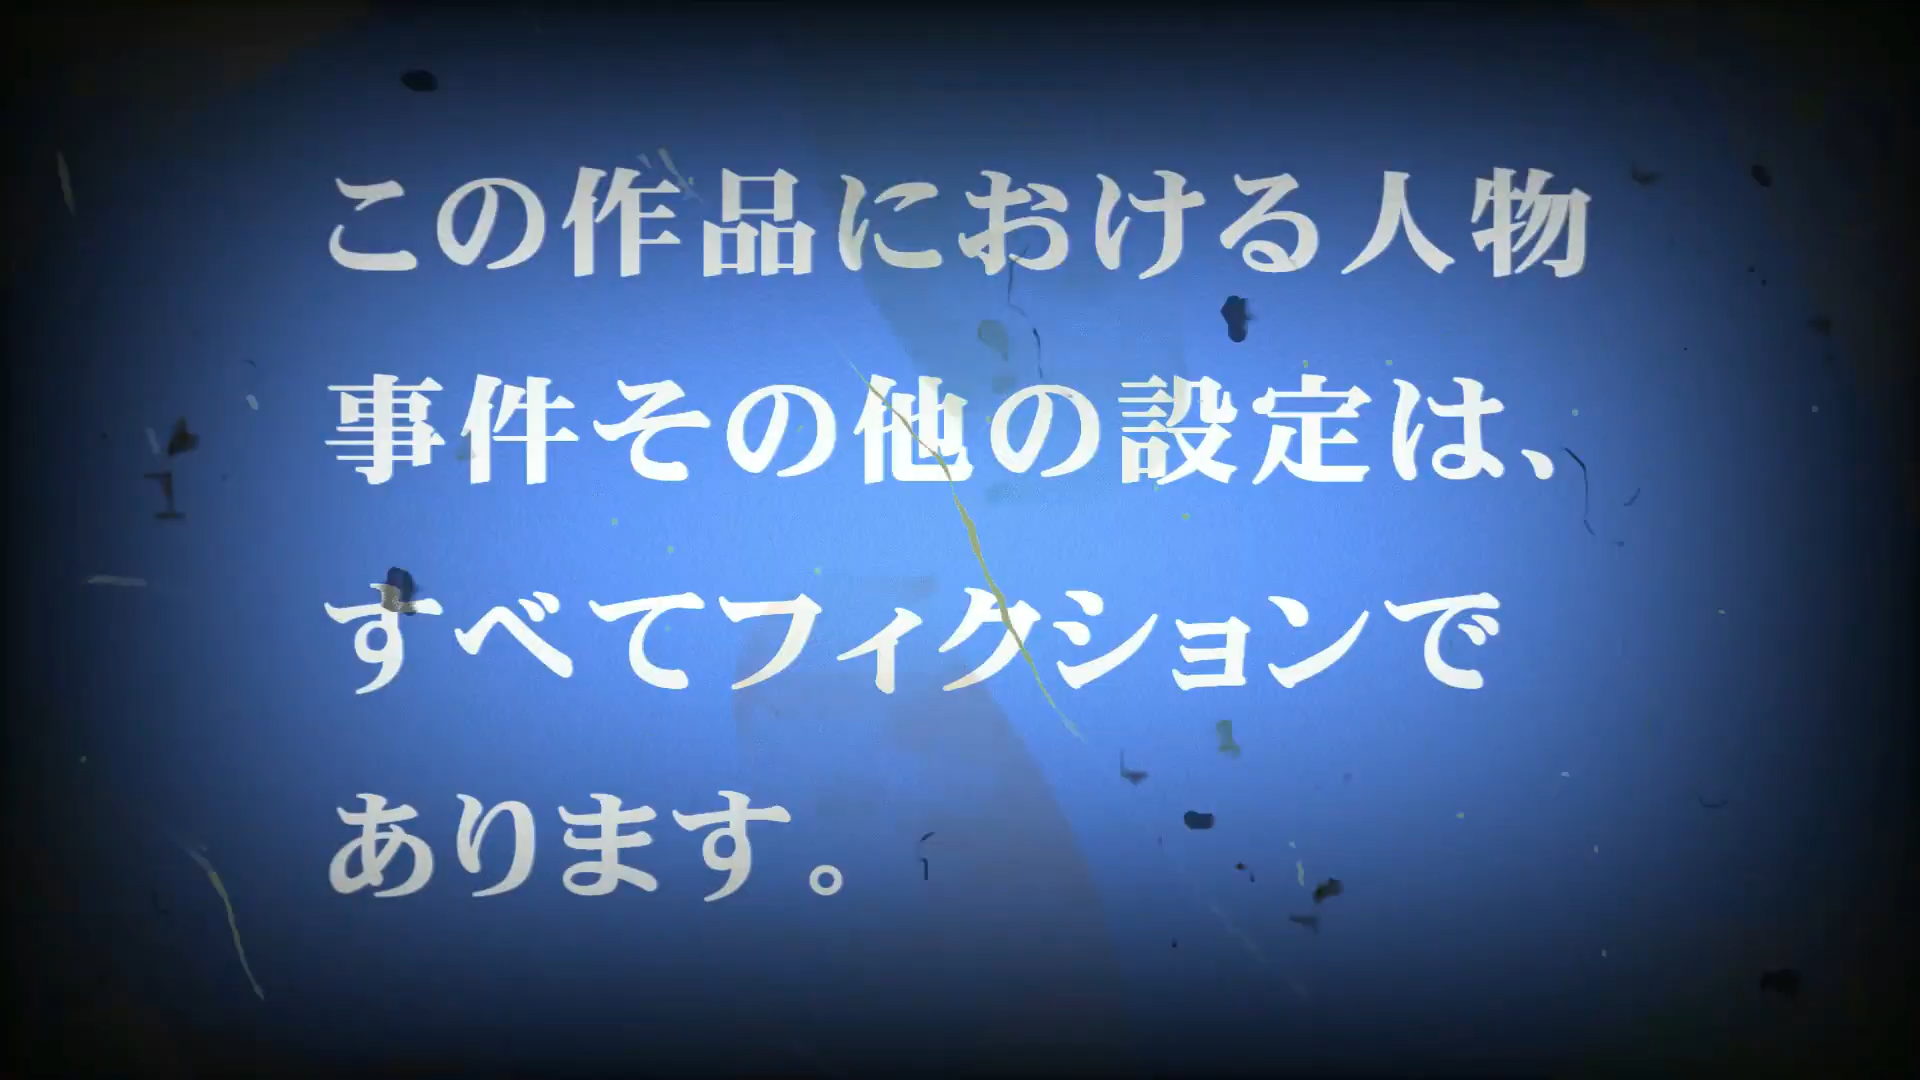 この作品における人物
事件その他の設定は、
すべてフィクションで
あります。